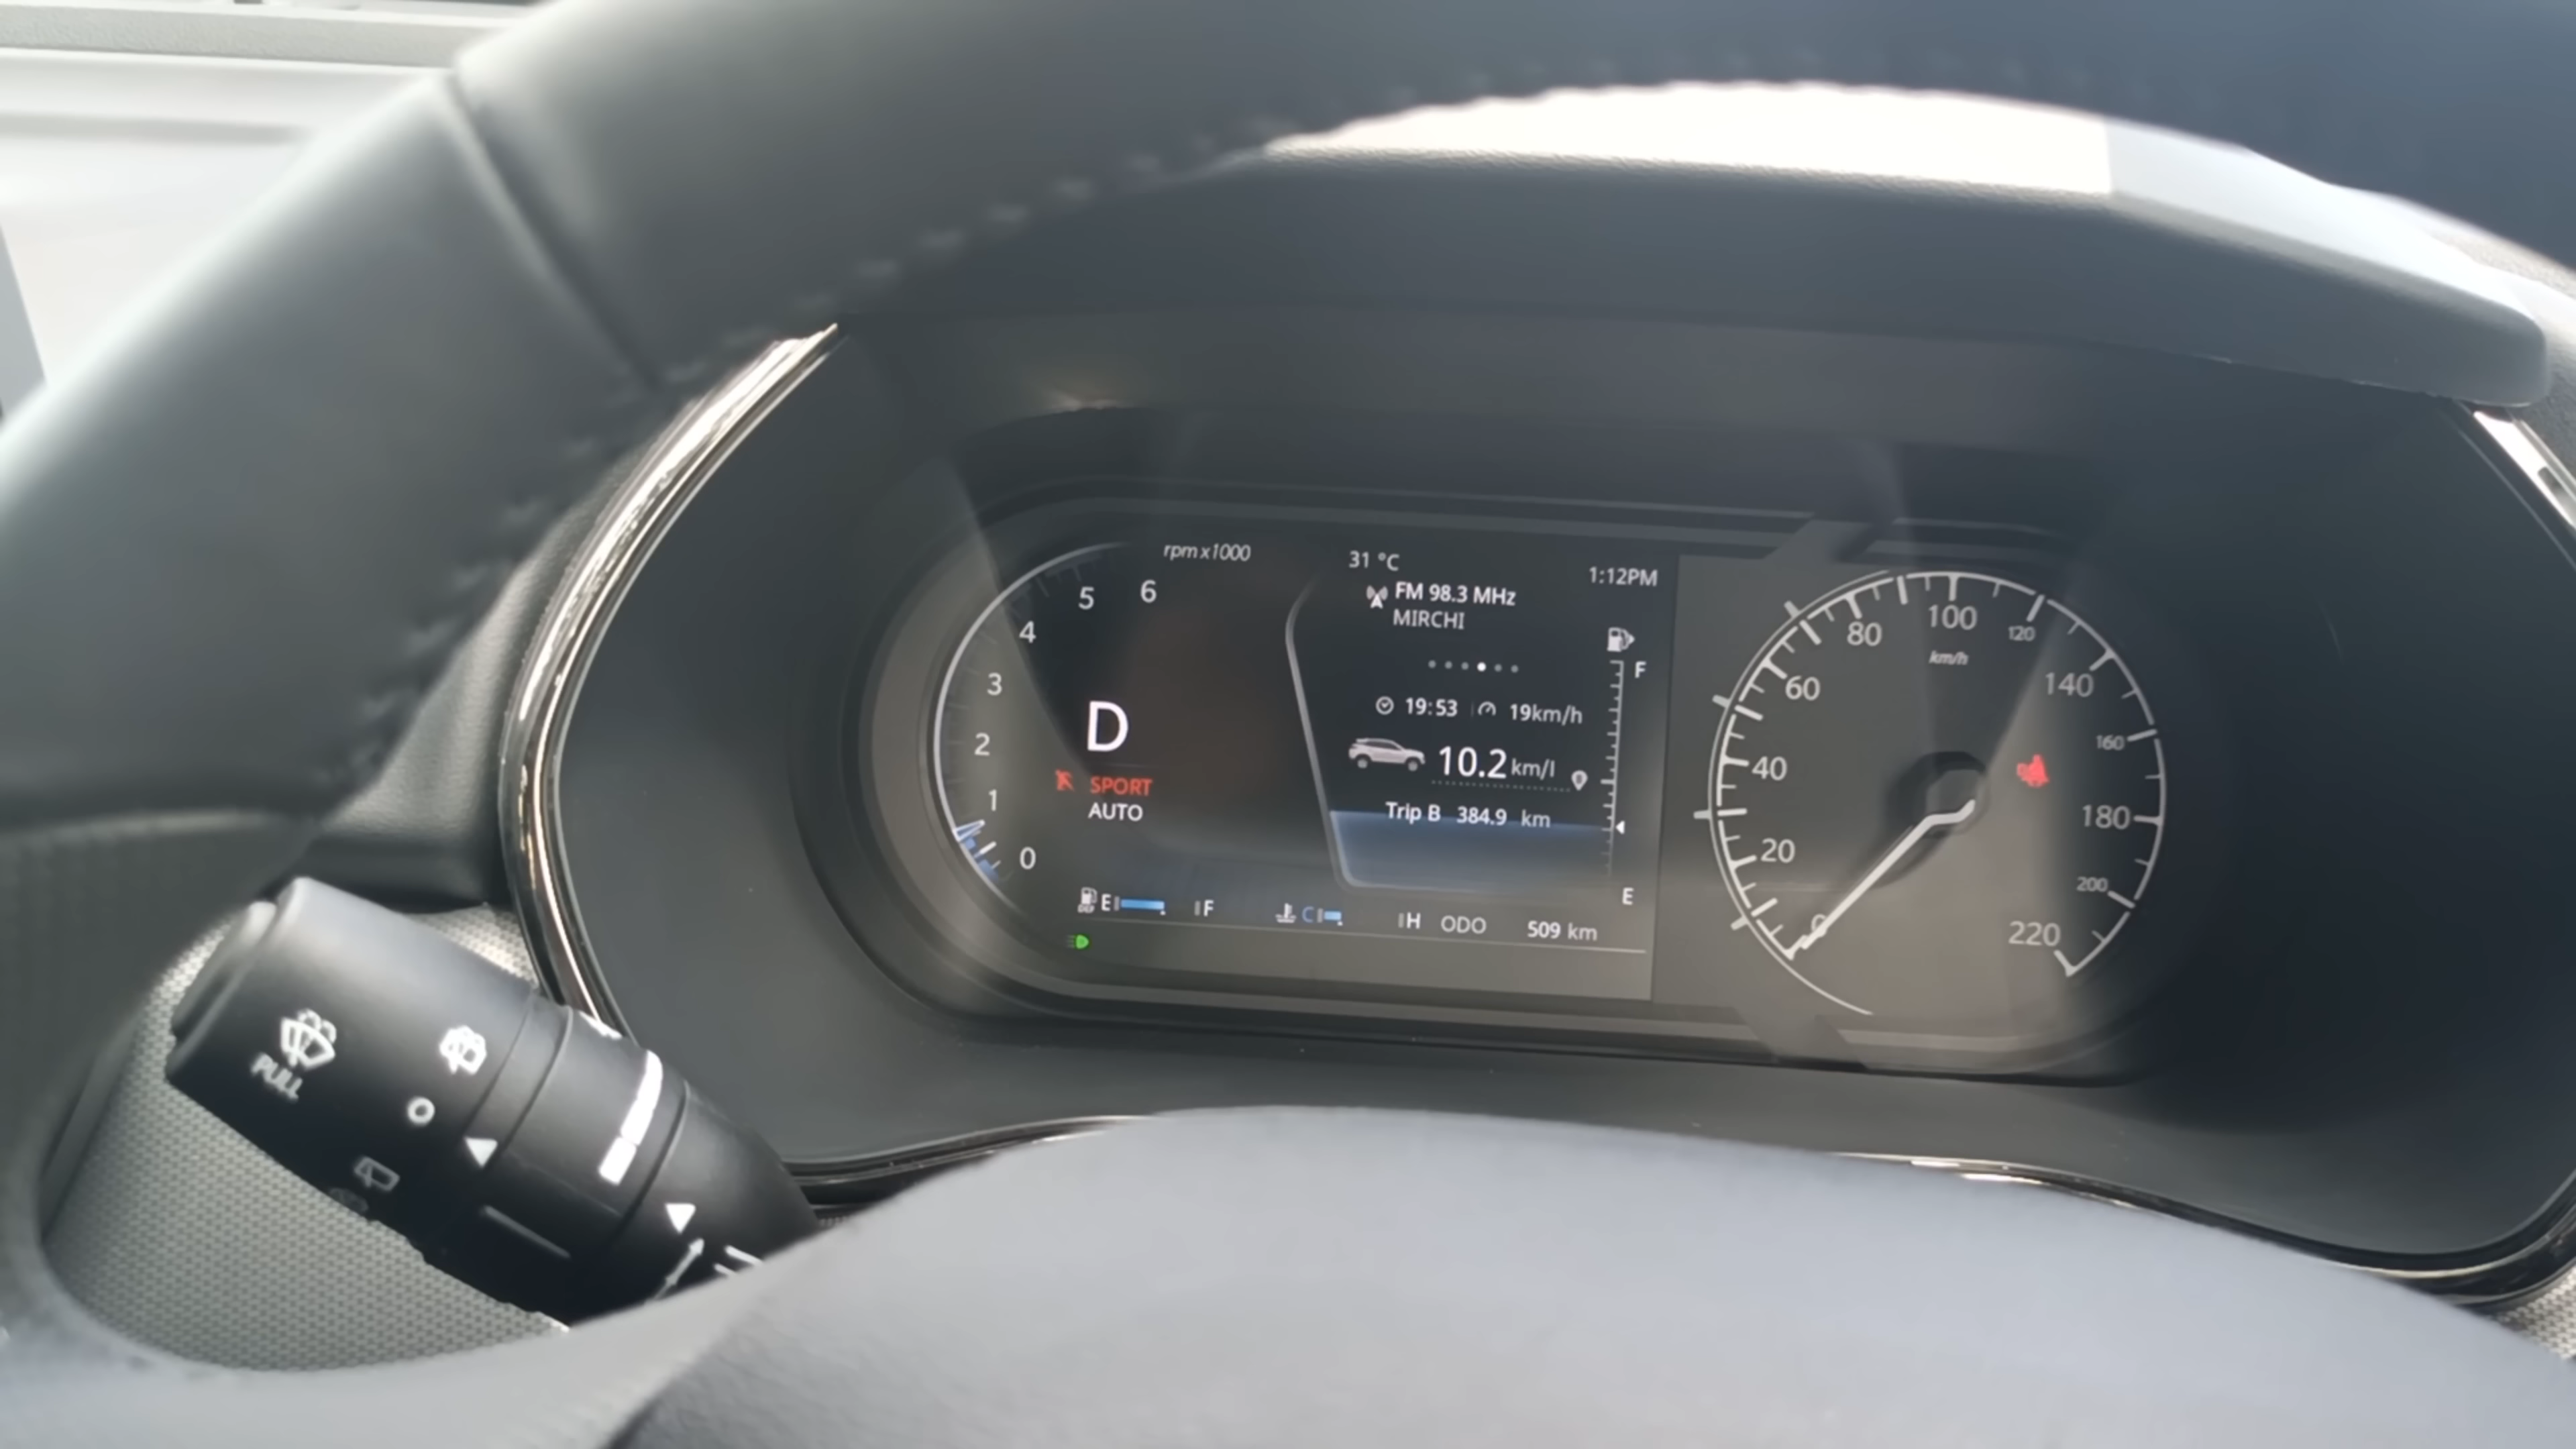 rpm x1000
6
5
4
3
2
1
0
D
SPORT
AUTO
31 °C
1:12PM
FM 98.3 MHz
MIRCHI
F
19:53 19km/h
10.2 km/l
Trip B 384.9 km
E
DEF E F C H ODO 509 km
0
20
40
60
80
100
120
140
160
180
200
220
km/h
PULL